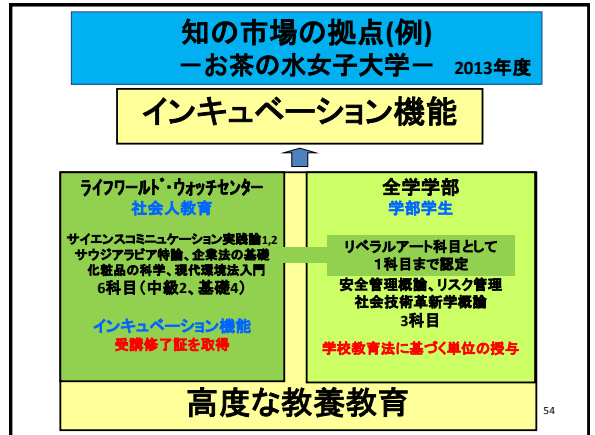 知の市場の拠点(例)
－お茶の水女子大学－ 2013年度
インキュベーション機能
ライフワールド・ウォッチセンター
社会人教育
サイエンスコミニュケーション実践論1,2
サウジアラビア特論、企業法の基礎
化粧品の科学、現代環境法入門
6科目（中級2、基礎4）
インキュベーション機能
受講修了証を取得
全学学部
学部学生
リベラルアート科目として
1科目まで認定
安全管理概論、リスク管理
社会技術革新学概論
3科目
学校教育法に基づく単位の授与
高度な教養教育
54